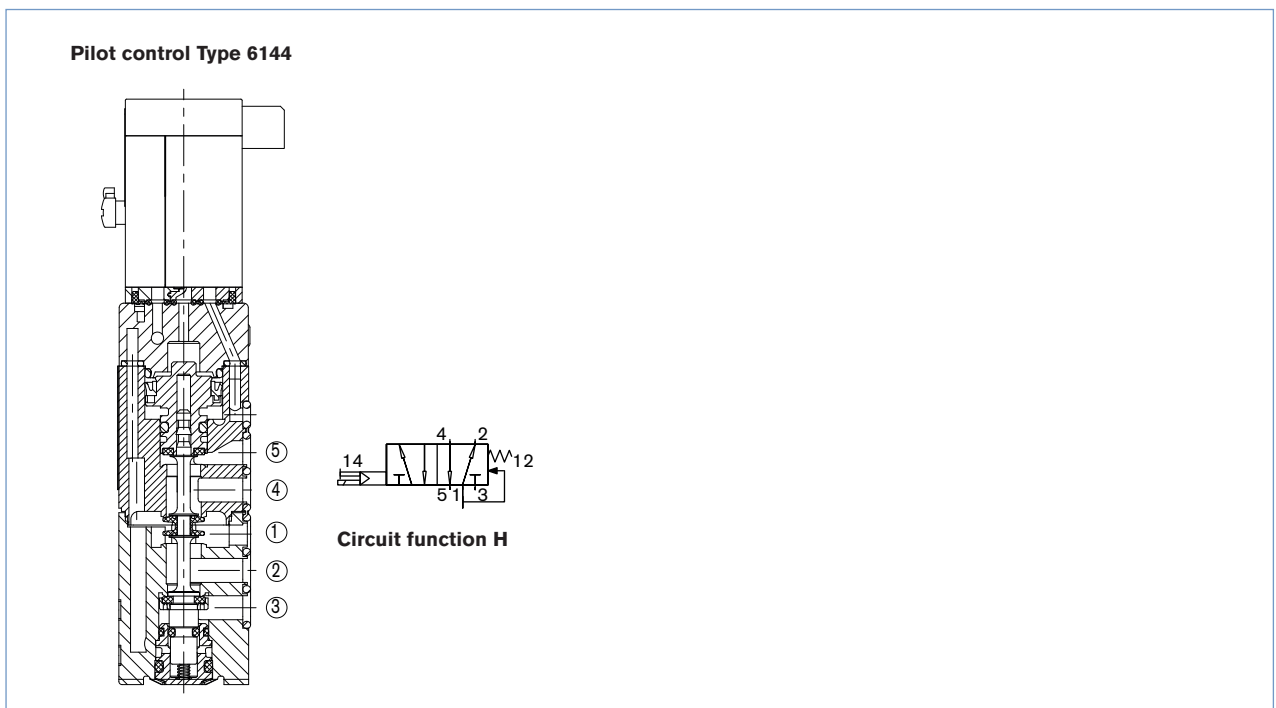 Pilot control Type 6144
⑤
④
①
②
③
4 2
14
12
5 1 3
Circuit function H